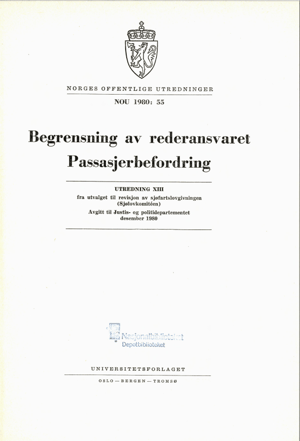 NORGES OFFENTLIGE UTREDNINGER
NOU 1980: 55
Begrensning av rederansvaret
Passasjerbefordring
UTREDNING XIII
fra utvalget til revisjon av sjøfartslovgivningen
(Sjølovkomitéen)
Avgitt til Justis- og politidepartementet
desember 1980
Nasjonalbiblioteket
Depotbiblioteket
UNIVERSITETSFORLAGET
OSLO — BERGEN — TROMSØ